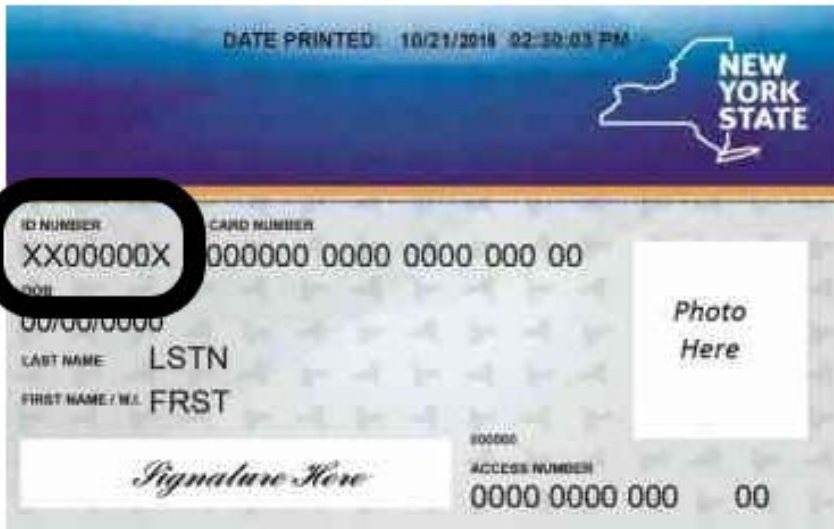 DATE PRINTED: 10/21/2016 02:30:03 PM
NEW
YORK
STATE
ID NUMBER CARD NUMBER
XX00000X 000000 0000 0000 000 00
DOB
00/00/0000
LAST NAME LSTN
FIRST NAME / M.I. FRST
Photo
Here
Signature Here
000000
ACCESS NUMBER
0000 0000 000 00